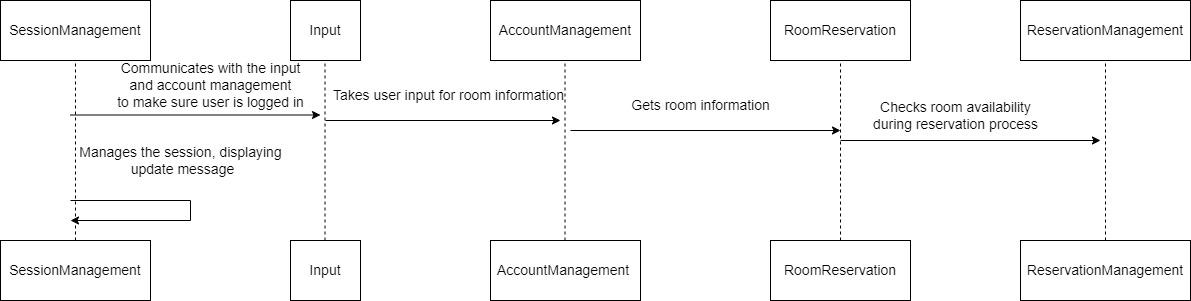 SessionManagement
Input
AccountManagement
RoomReservation
ReservationManagement
Communicates with the input
and account management
to make sure user is logged in
Takes user input for room information
Gets room information
Checks room availability
during reservation process
Manages the session, displaying
update message
SessionManagement
Input
AccountManagement
RoomReservation
ReservationManagement